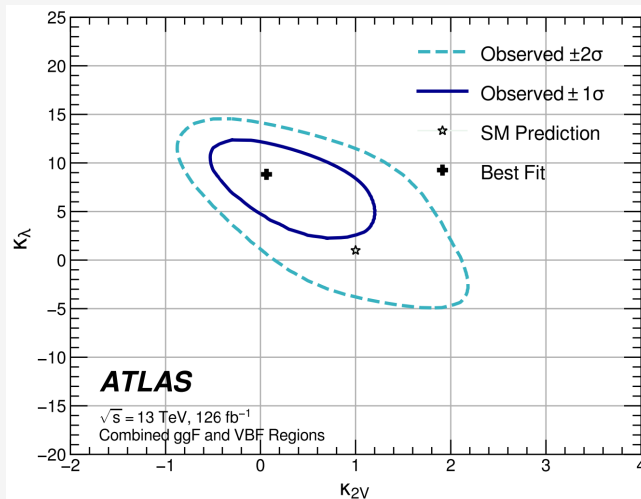 25
20
15
10
5
0
−5
−10
−15
−20
κλ
Observed ±2σ
Observed ± 1σ
SM Prediction
Best Fit
ATLAS
√s = 13 TeV, 126 fb⁻¹
Combined ggF and VBF Regions
−2 −1 0 1 2 3 4
κ2V